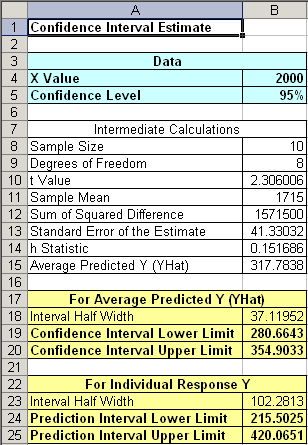 A B
1 Confidence Interval Estimate
2
3 Data
4 X Value 2000
5 Confidence Level 95%
6
7 Intermediate Calculations
8 Sample Size 10
9 Degrees of Freedom 8
10 t Value 2.306006
11 Sample Mean 1715
12 Sum of Squared Difference 1571500
13 Standard Error of the Estimate 41.33032
14 h Statistic 0.151686
15 Average Predicted Y (YHat) 317.7838
16
17 For Average Predicted Y (YHat)
18 Interval Half Width 37.11952
19 Confidence Interval Lower Limit 280.6643
20 Confidence Interval Upper Limit 354.9033
21
22 For Individual Response Y
23 Interval Half Width 102.2813
24 Prediction Interval Lower Limit 215.5025
25 Prediction Interval Upper Limit 420.0651